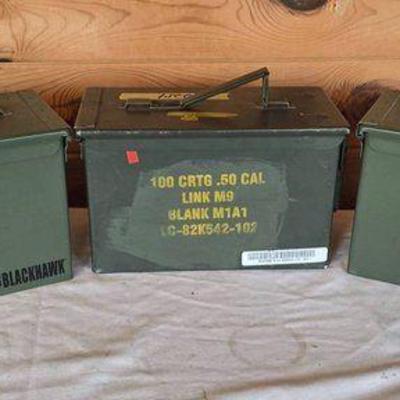 100 CRTG .50 CAL
LINK M9
BLANK M1A1
LC-82K542-102
BLACKHAWK